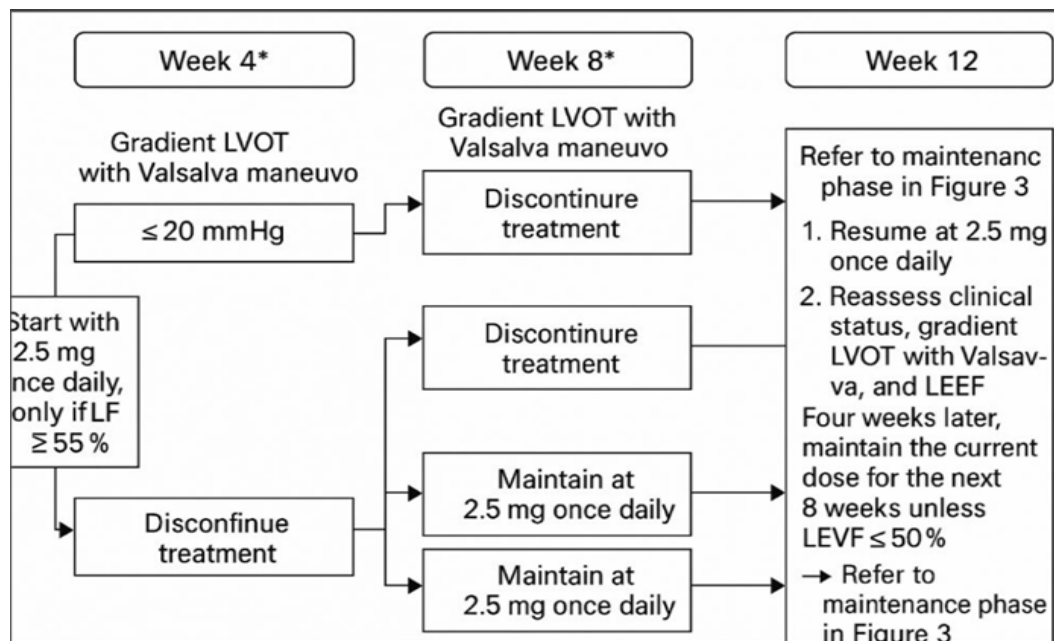 Week 4*
Week 8*
Week 12
Gradient LVOT
with Valsalva maneuvo
≤ 20 mmHg
Start with
2.5 mg
once daily,
only if LF
≧ 55 %
Disconfinue
treatment
Gradient LVOT with
Valsalva maneuvo
Discontinure
treatment
Discontinure
treatment
Maintain at
2.5 mg once daily
Maintain at
2.5 mg once daily
Refer to maintenanc
phase in Figure 3
1. Resume at 2.5 mg
once daily
2. Reassess clinical
status, gradient
LVOT with Valsav-
va, and LEEF
Four weeks later,
maintain the current
dose for the next
8 weeks unless
LEVF ≤ 50 %
→ Refer to
maintenance phase
in Figure 3